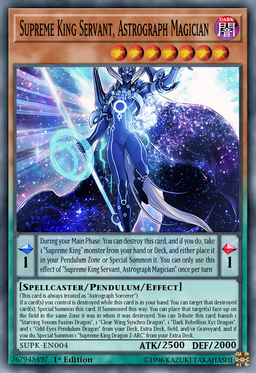 SUPREME KING SERVANT, ASTROGRAPH MAGICIAN
DARK
闇
During your Main Phase: You can destroy this card, and if you do, take
1 "Supreme King" monster from your hand or Deck, and either place it
in your Pendulum Zone or Special Summon it. You can only use this
effect of "Supreme King Servant, Astrograph Magician" once per turn
1
1
[SPELLCASTER/PENDULUM/EFFECT]
(This card is always treated as "Astrograph Sorcerer")
If a card(s) you control is destroyed while this card is in your hand: You can target that destroyed
card(s); Special Summon this card. If Summoned this way: You can place that target(s) face-up on
the field in the same Zone it was in when it was destroyed. You can Tribute this card; banish 1
"Starving Venom Fusion Dragon", 1 "Clear Wing Synchro Dragon", 1 "Dark Rebellion Xyz Dragon",
and 1 "Odd-Eyes Pendulum Dragon" from your Deck, Extra Deck, field, and/or Graveyard, and if
you do, Special Summon 1 "Supreme King Dragon Z-ARC" from your Extra Deck.
SUPK-EN004
ATK/2500 DEF/2000
67945497 1st Edition
©1996 KAZUKI TAKAHASHI